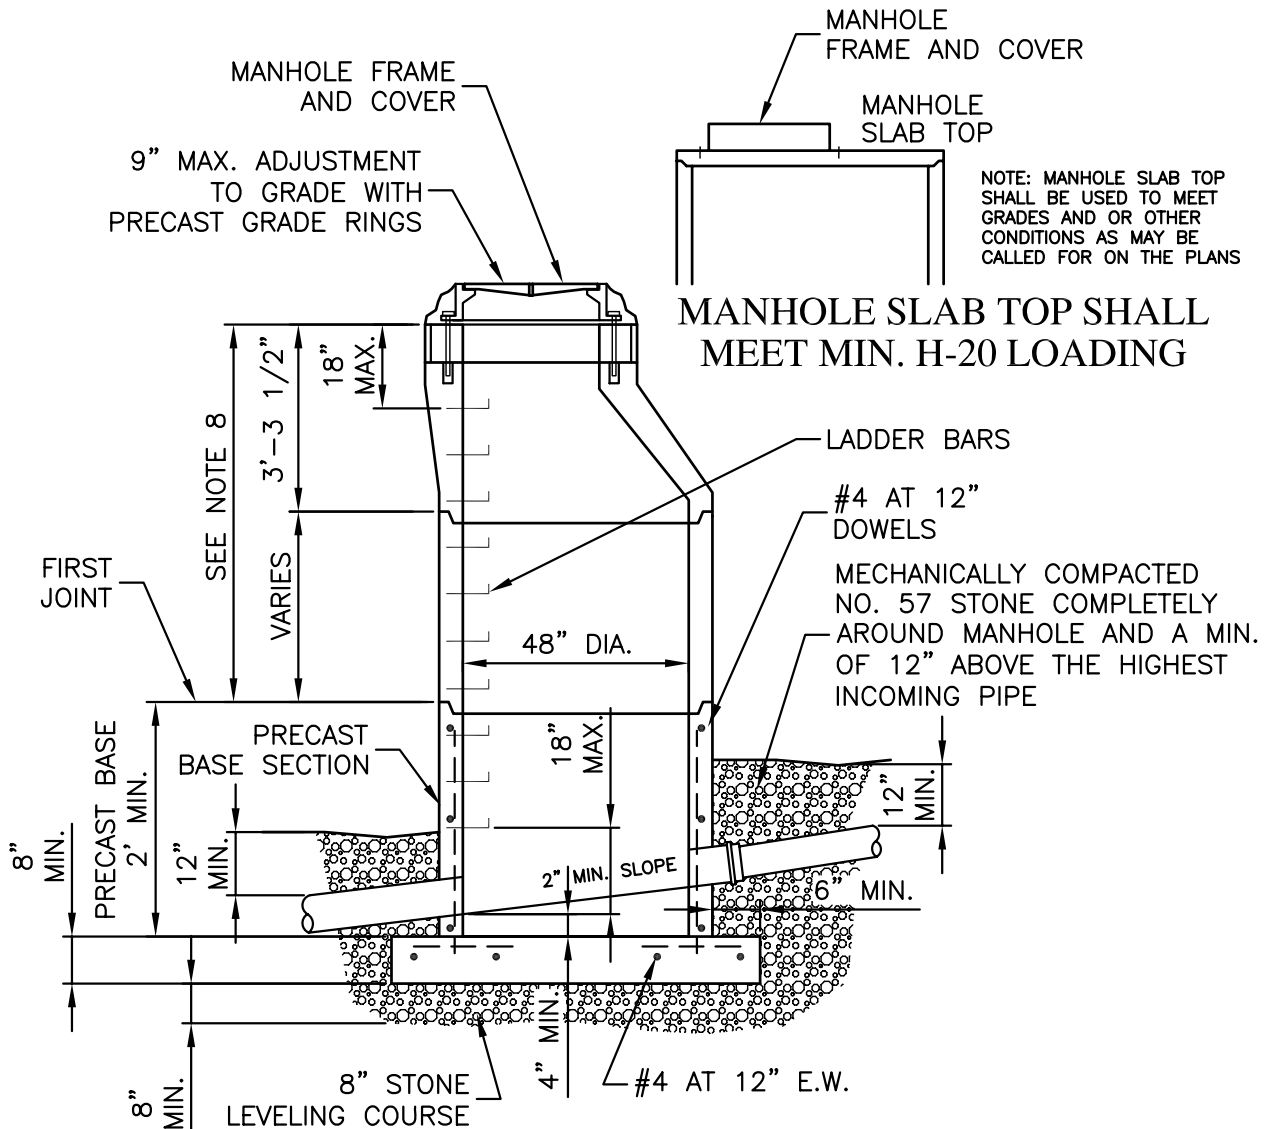 MANHOLE
FRAME AND COVER
MANHOLE FRAME
AND COVER
MANHOLE
SLAB TOP
9" MAX. ADJUSTMENT
TO GRADE WITH
PRECAST GRADE RINGS
NOTE: MANHOLE SLAB TOP
SHALL BE USED TO MEET
GRADES AND OR OTHER
CONDITIONS AS MAY BE
CALLED FOR ON THE PLANS
MANHOLE SLAB TOP SHALL
MEET MIN. H-20 LOADING
SEE NOTE 8
3'-3 1/2"
18"
MAX.
LADDER BARS
#4 AT 12"
DOWELS
FIRST
JOINT
VARIES
48" DIA.
MECHANICALLY COMPACTED
NO. 57 STONE COMPLETELY
AROUND MANHOLE AND A MIN.
OF 12" ABOVE THE HIGHEST
INCOMING PIPE
PRECAST
BASE SECTION
18"
MAX.
12"
MIN.
8"
MIN.
PRECAST BASE
2' MIN.
12"
MIN.
2" MIN. SLOPE
6" MIN.
8"
MIN.
8" STONE
LEVELING COURSE
4" MIN.
#4 AT 12" E.W.